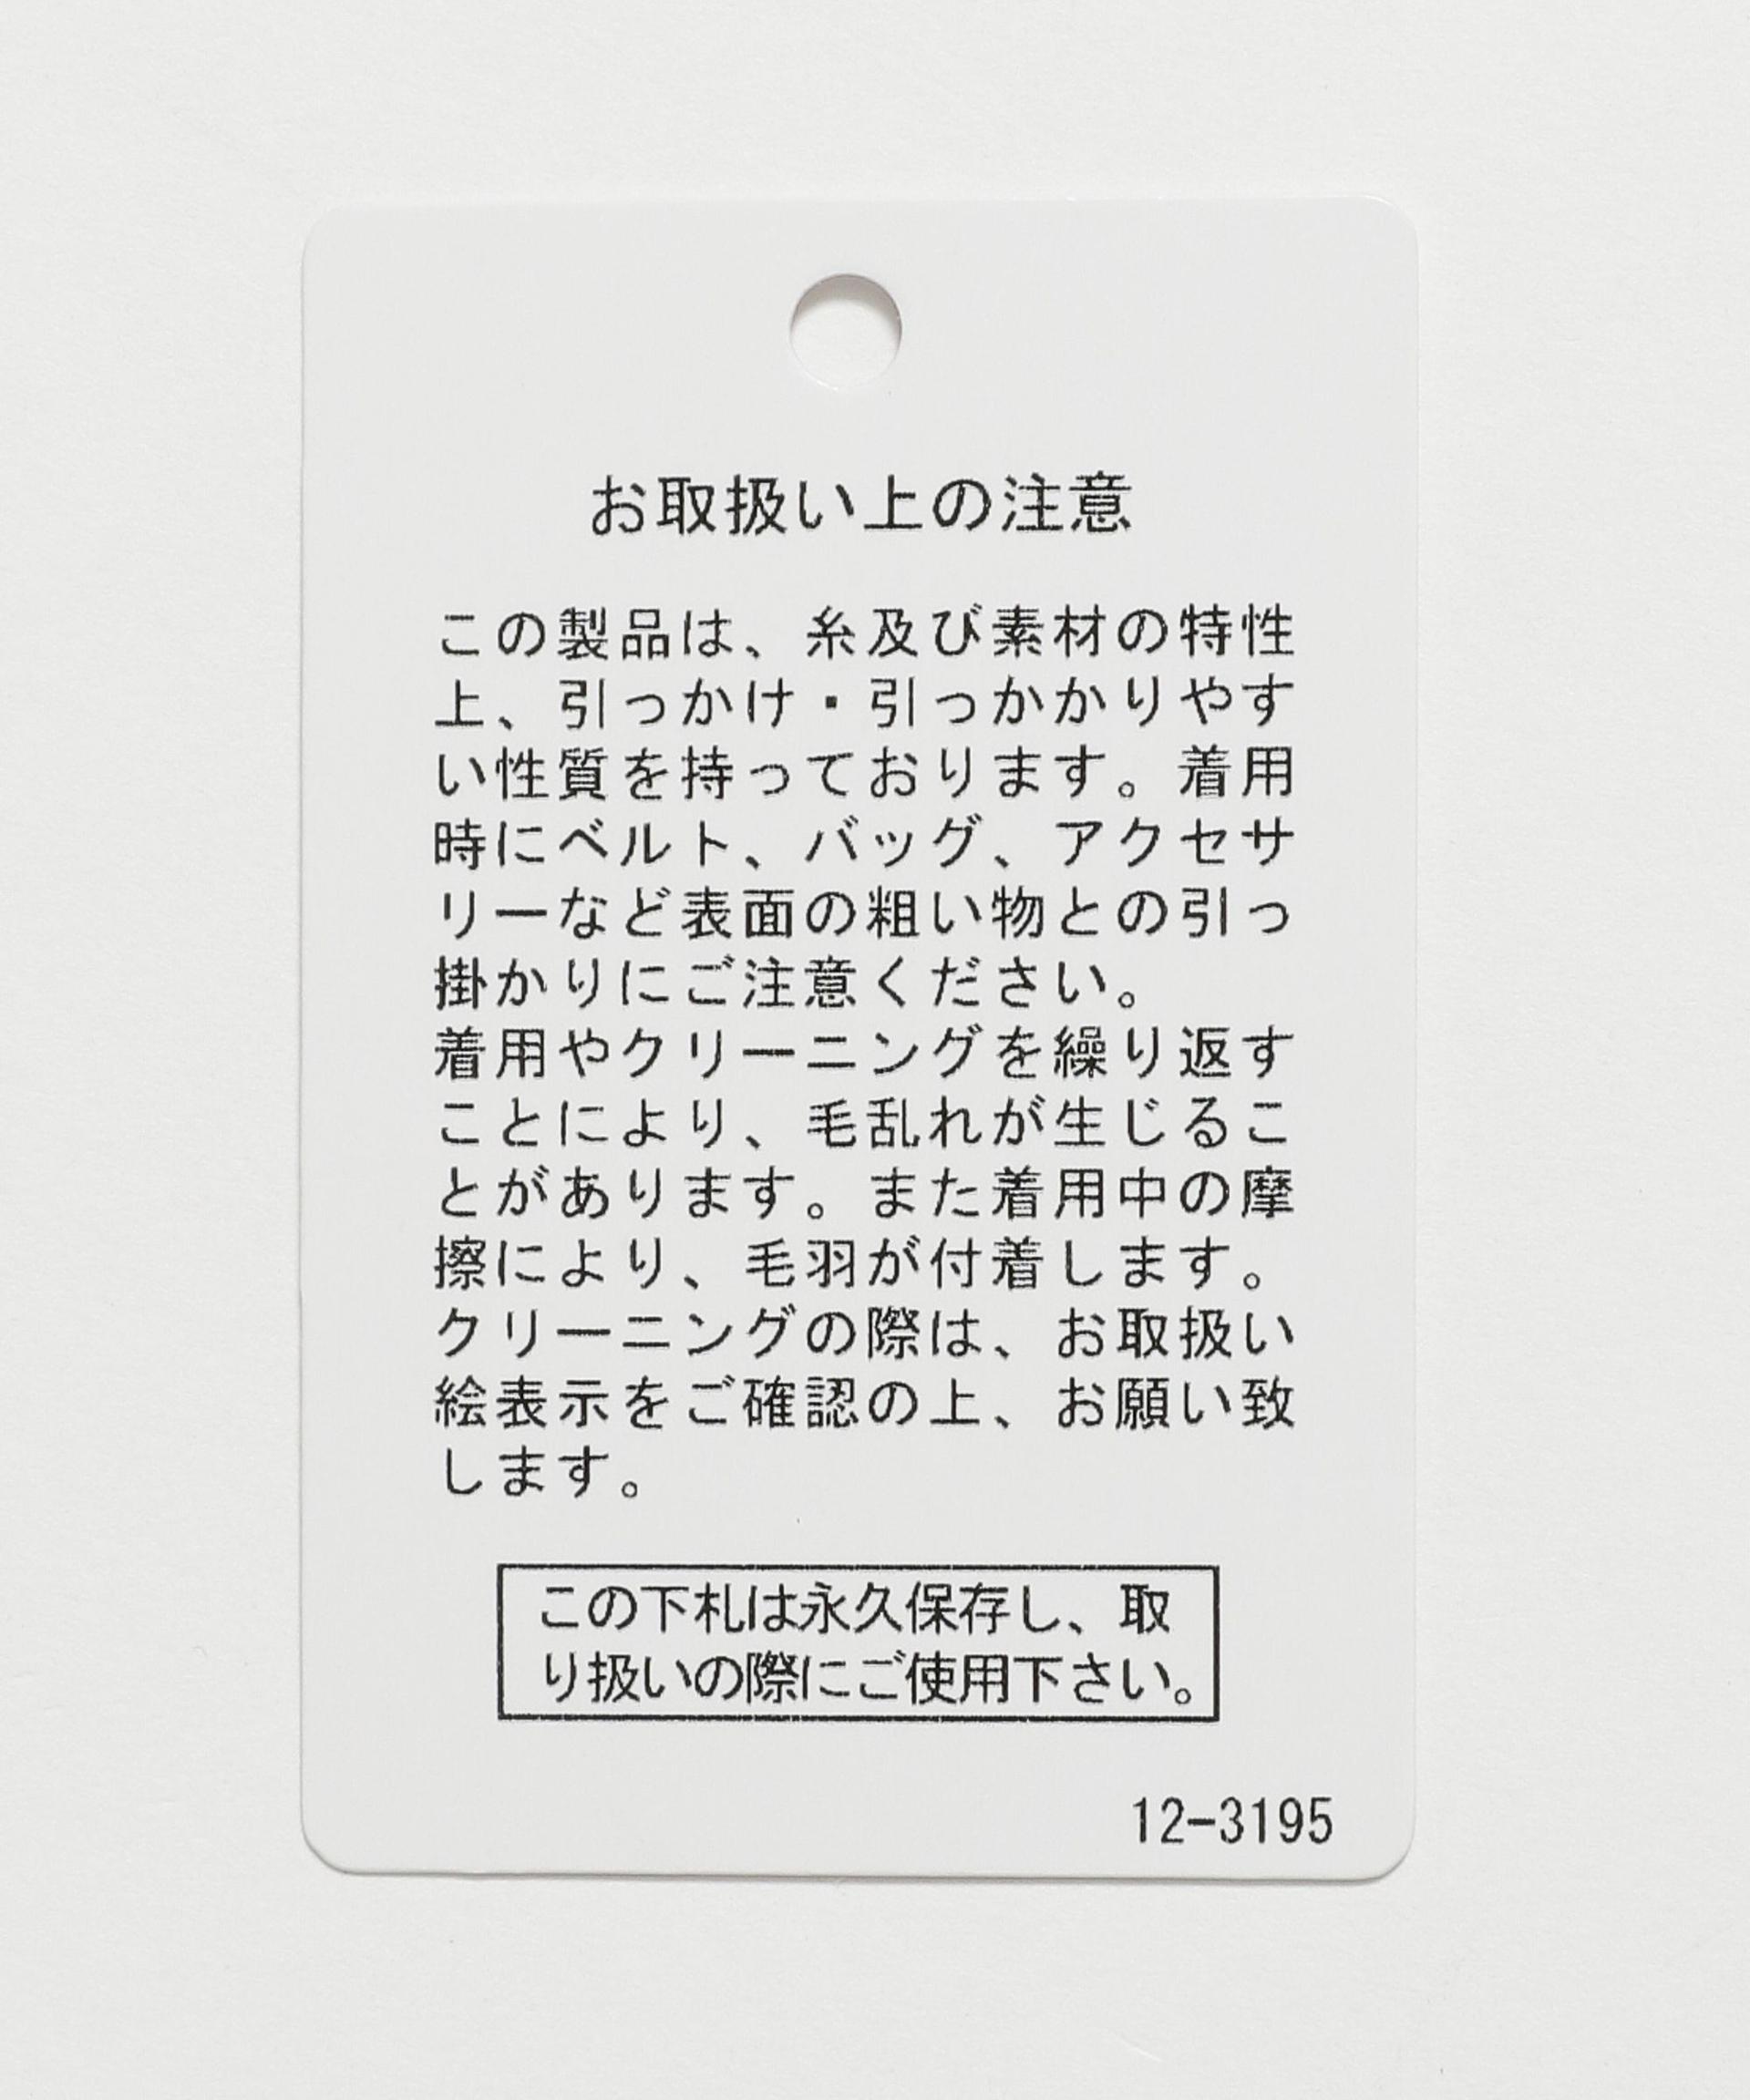 お取扱い上の注意
この製品は、糸及び素材の特性
上、引っかけ・引っかかりやす
い性質を持っております。着用
時にベルト、バッグ、アクセサ
リーなど表面の粗い物との引っ
掛かりにご注意ください。
着用やクリーニングを繰り返す
ことにより、毛乱れが生じるこ
とがあります。また着用中の摩
擦により、毛羽が付着します。
クリーニングの際は、お取扱い
絵表示をご確認の上、お願い致
します。
この下札は永久保存し、取
り扱いの際にご使用下さい。
12-3195